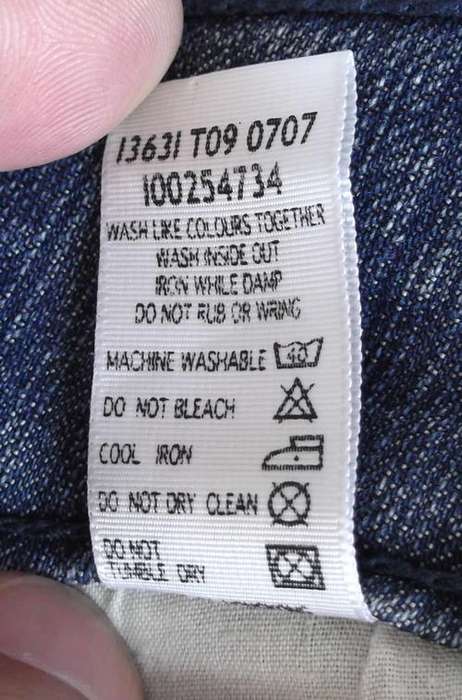 13631 T09 0707
100254734
WASH LIKE COLOURS TOGETHER
WASH INSIDE OUT
IRON WHILE DAMP
DO NOT RUB OR WRING
MACHINE WASHABLE 40
DO NOT BLEACH
COOL IRON
DO NOT DRY CLEAN
DO NOT
TUMBLE DRY